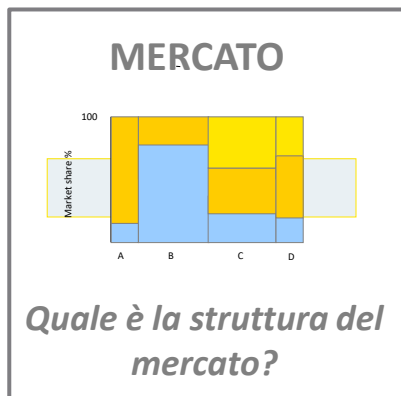 MERCATO
100
Market share %
A B C D
Quale è la struttura del
mercato?